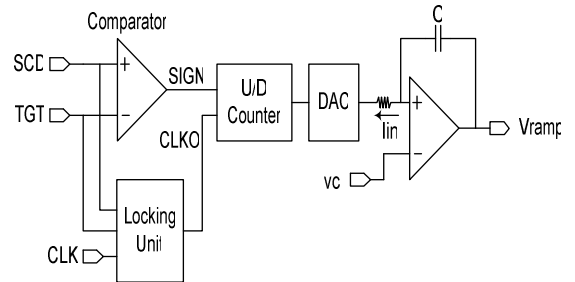 Comparator
C
SCD
SIGN
TGT
U/D
Counter
DAC
CLKO
Iin
Vramp
vc
Locking
Unit
CLK
+
−
+
−